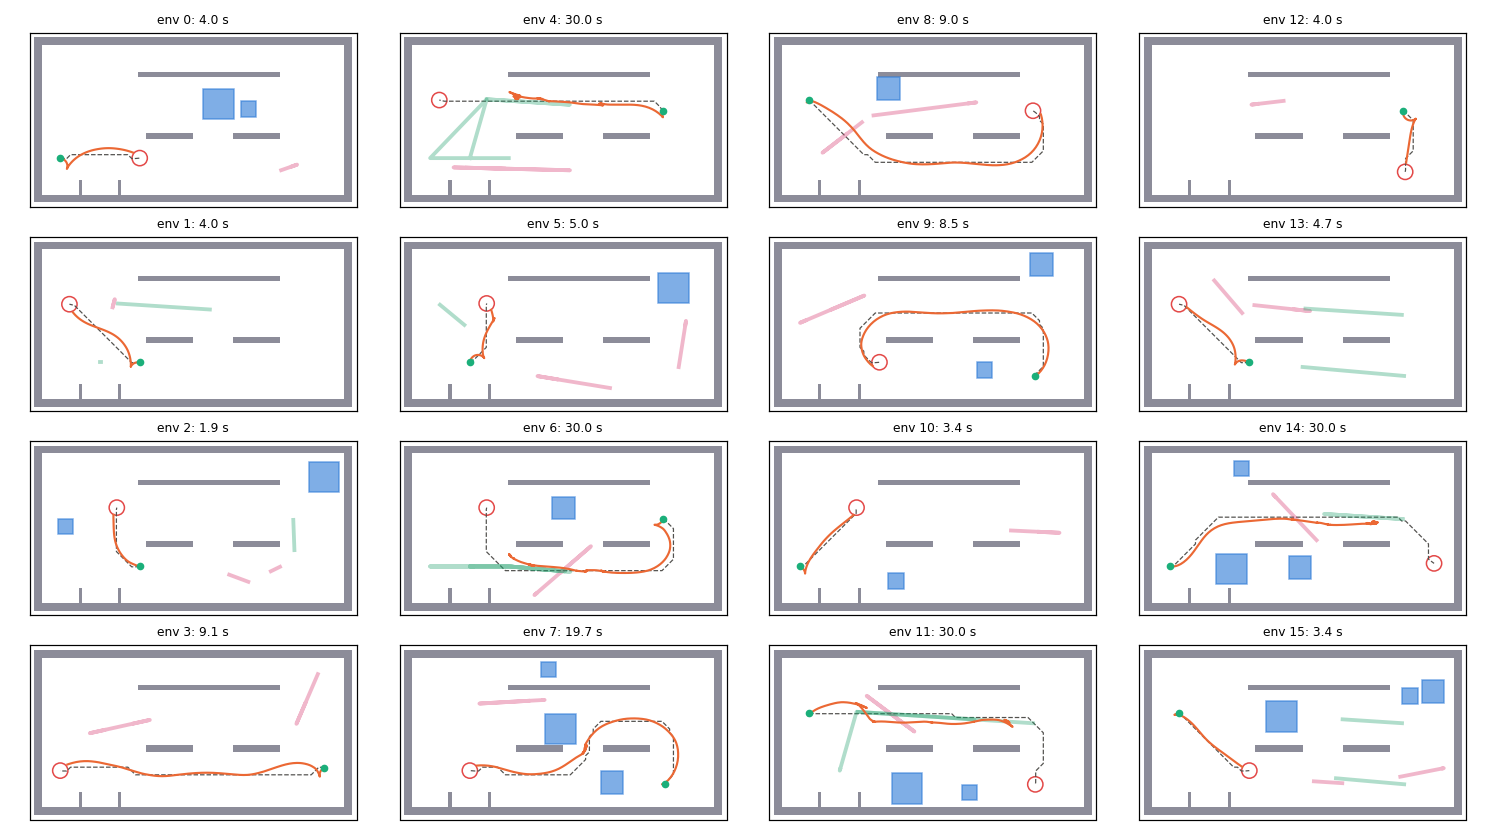 env 0: 4.0 s
env 4: 30.0 s
env 8: 9.0 s
env 12: 4.0 s
env 1: 4.0 s
env 5: 5.0 s
env 9: 8.5 s
env 13: 4.7 s
env 2: 1.9 s
env 6: 30.0 s
env 10: 3.4 s
env 14: 30.0 s
env 3: 9.1 s
env 7: 19.7 s
env 11: 30.0 s
env 15: 3.4 s